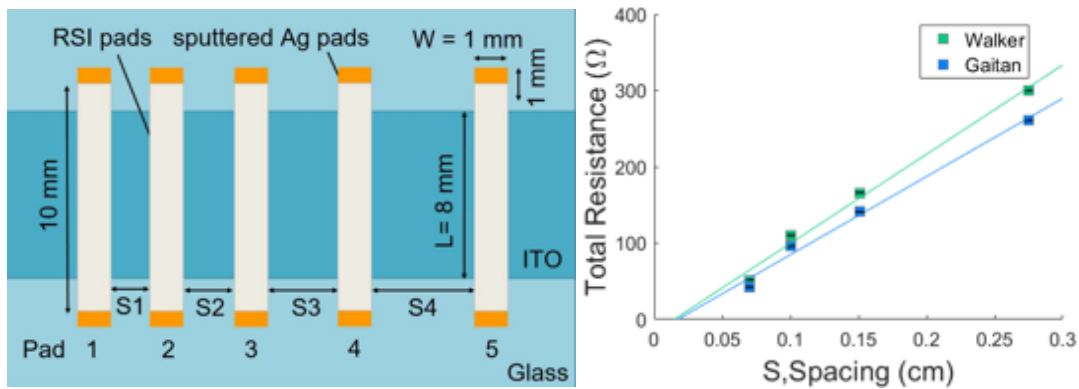 RSI pads sputtered Ag pads W = 1 mm
1 mm
10 mm
L= 8 mm
ITO
S1 S2 S3 S4
Pad 1 2 3 4 5
Glass
Total Resistance (Ω)
400
300
200
100
0
Walker
Gaitan
0 0.05 0.1 0.15 0.2 0.25 0.3
S,Spacing (cm)